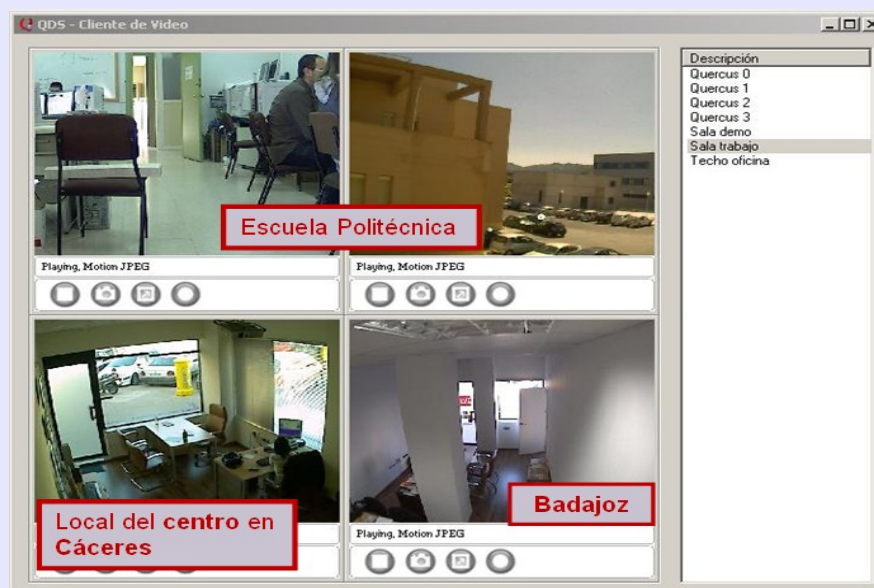 QDS - Cliente de Video
Descripción
Quercus 0
Quercus 1
Quercus 2
Quercus 3
Sala demo
Sala trabajo
Techo oficina
Escuela Politécnica
Playing, Motion JPEG
Playing, Motion JPEG
Local del centro en
Cáceres
Badajoz
Playing, Motion JPEG